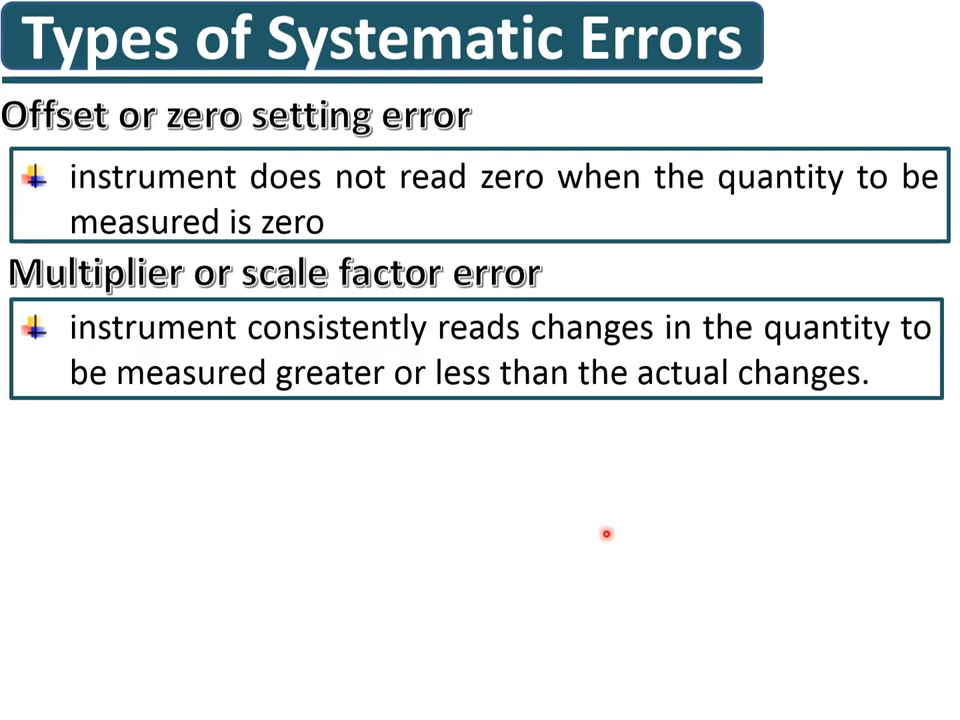 Types of Systematic Errors
Offset or zero setting error
instrument does not read zero when the quantity to be
measured is zero
Multiplier or scale factor error
instrument consistently reads changes in the quantity to
be measured greater or less than the actual changes.